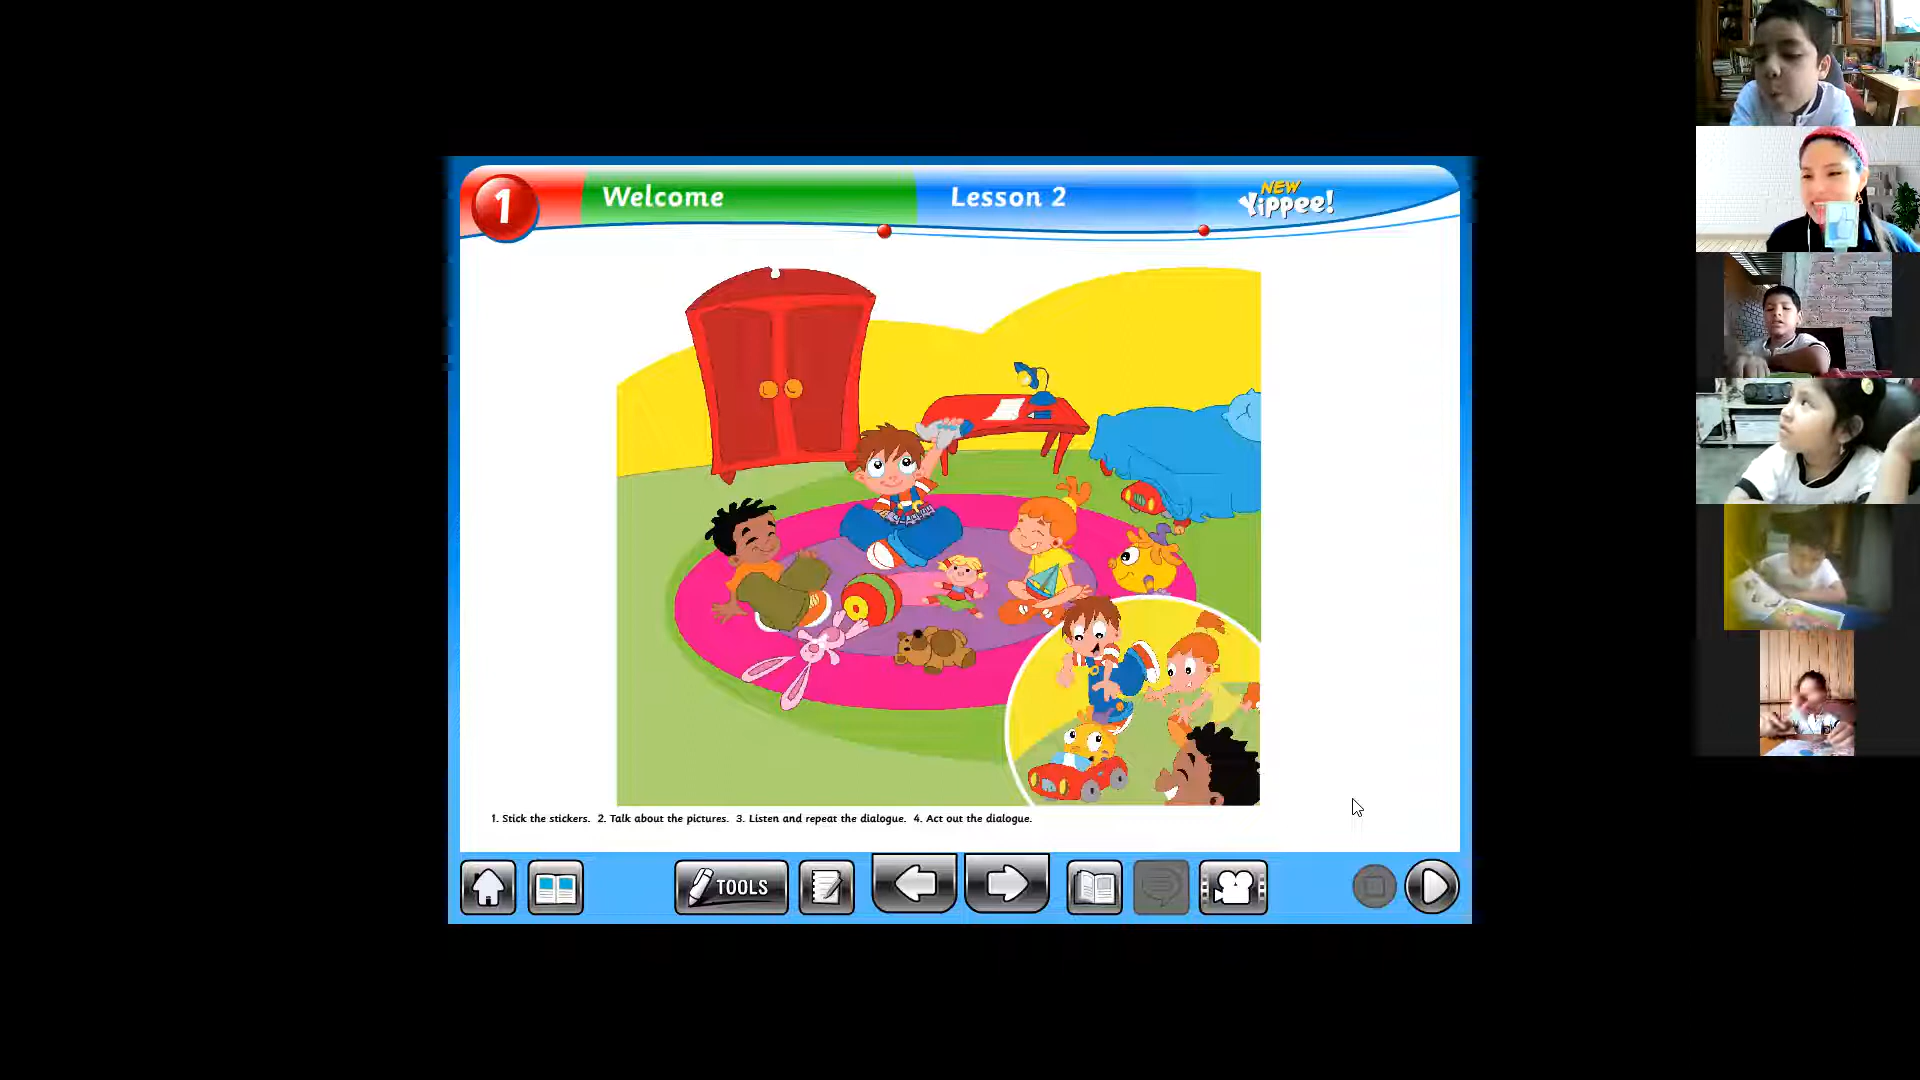 1 Welcome Lesson 2 NEW Yippee!
1. Stick the stickers. 2. Talk about the pictures. 3. Listen and repeat the dialogue. 4. Act out the dialogue.
TOOLS